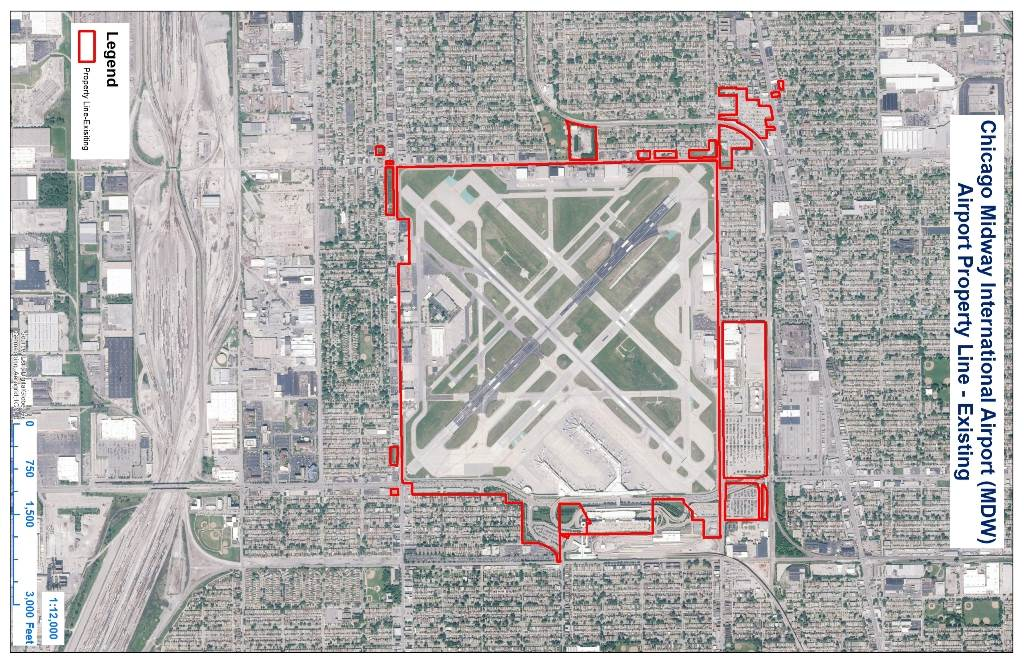 Chicago Midway International Airport (MDW)
Airport Property Line - Existing
Legend
Property Line-Exisiting
1:12,000
0 750 1,500 3,000 Feet